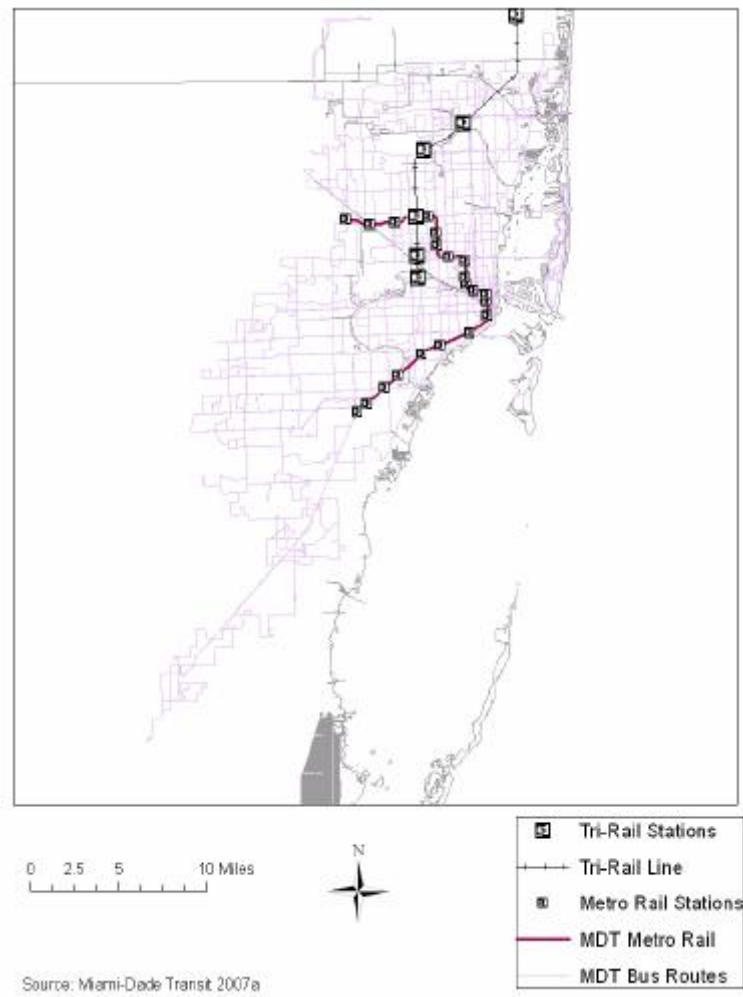 0 2.5 5 10 Miles
N
Tri-Rail Stations
Tri-Rail Line
Metro Rail Stations
MDT Metro Rail
MDT Bus Routes
Source: Miami-Dade Transit 2007a